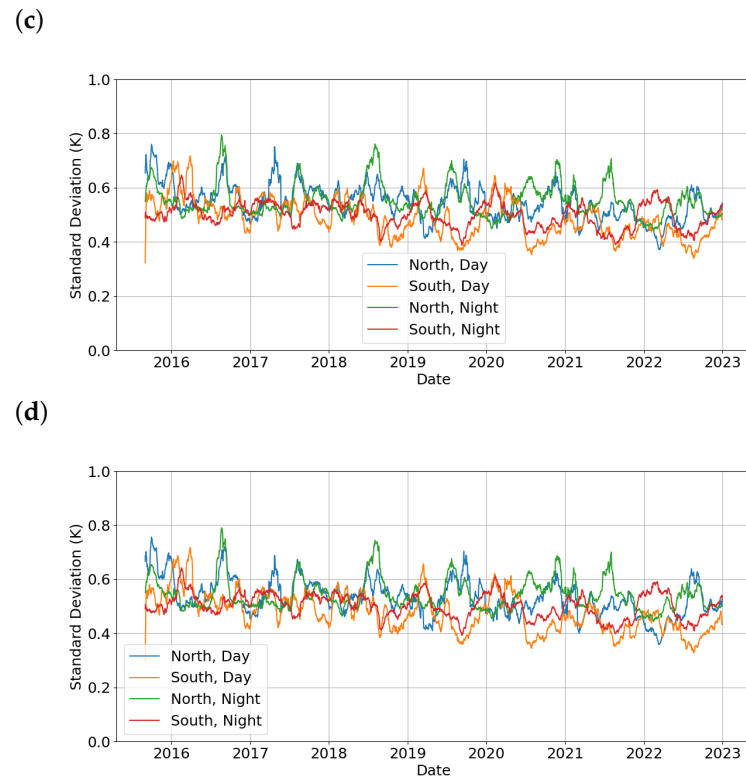 (c)
1.0
0.8
0.6
0.4
0.2
0.0
Standard Deviation (K)
North, Day
South, Day
North, Night
South, Night
2016 2017 2018 2019 2020 2021 2022 2023
Date
(d)
1.0
0.8
0.6
0.4
0.2
0.0
Standard Deviation (K)
North, Day
South, Day
North, Night
South, Night
2016 2017 2018 2019 2020 2021 2022 2023
Date